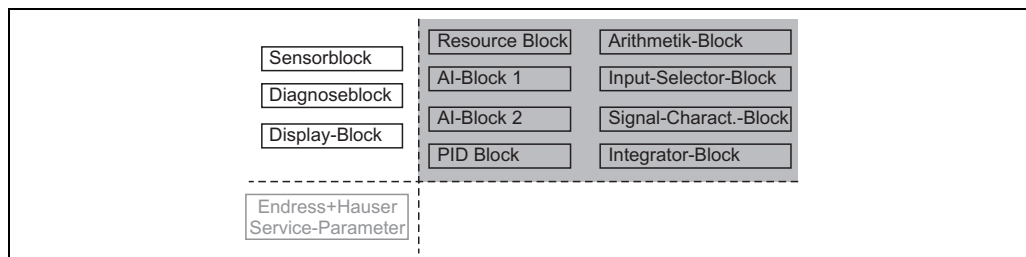 Sensorblock
Diagnoseblock
Display-Block
Resource Block
AI-Block 1
AI-Block 2
PID Block
Arithmetik-Block
Input-Selector-Block
Signal-Charact.-Block
Integrator-Block
Endress+Hauser
Service-Parameter